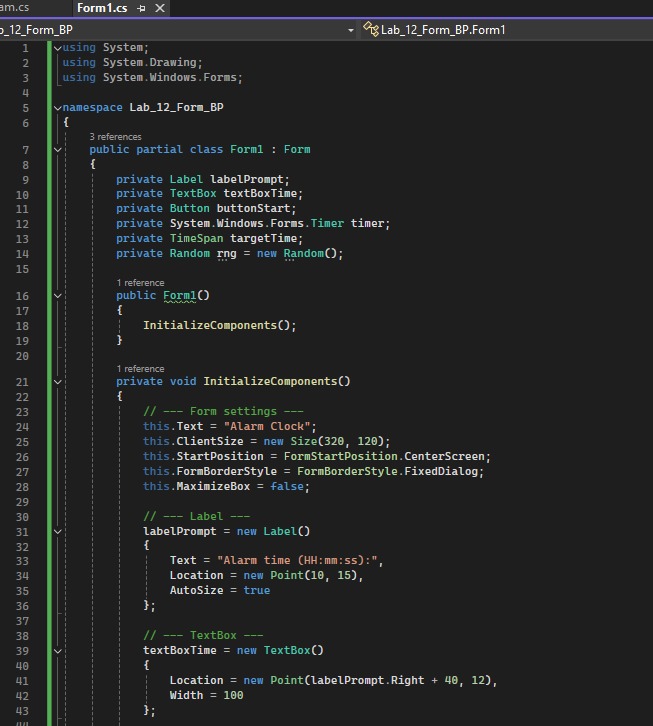 am.cs
Form1.cs
o_12_Form_BP
Lab_12_Form_BP.Form1
1 using System;
2 using System.Drawing;
3 using System.Windows.Forms;
4
5 namespace Lab_12_Form_BP
6 {
3 references
7 public partial class Form1 : Form
8 {
9 private Label labelPrompt;
10 private TextBox textBoxTime;
11 private Button buttonStart;
12 private System.Windows.Forms.Timer timer;
13 private TimeSpan targetTime;
14 private Random rng = new Random();
15
1 reference
16 public Form1()
17 {
18 InitializeComponents();
19 }
20
1 reference
21 private void InitializeComponents()
22 {
23 // --- Form settings ---
24 this.Text = "Alarm Clock";
25 this.ClientSize = new Size(320, 120);
26 this.StartPosition = FormStartPosition.CenterScreen;
27 this.FormBorderStyle = FormBorderStyle.FixedDialog;
28 this.MaximizeBox = false;
29
30 // --- Label ---
31 labelPrompt = new Label()
32 {
33 Text = "Alarm time (HH:mm:ss):",
34 Location = new Point(10, 15),
35 AutoSize = true
36 };
37
38 // --- TextBox ---
39 textBoxTime = new TextBox()
40 {
41 Location = new Point(labelPrompt.Right + 40, 12),
42 Width = 100
43 };